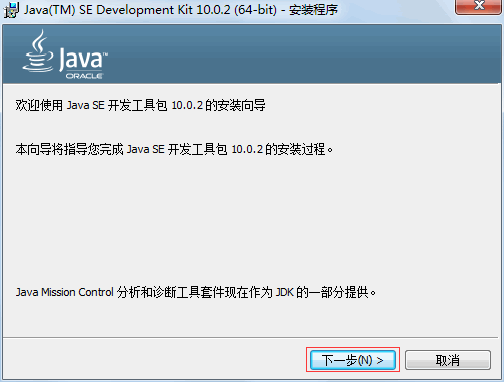 Java(TM) SE Development Kit 10.0.2 (64-bit) - 安装程序
Java™
ORACLE
欢迎使用 Java SE 开发工具包 10.0.2 的安装向导
本向导将指导您完成 Java SE 开发工具包 10.0.2 的安装过程。
Java Mission Control 分析和诊断工具套件现在作为 JDK 的一部分提供。
下一步(N) >
取消